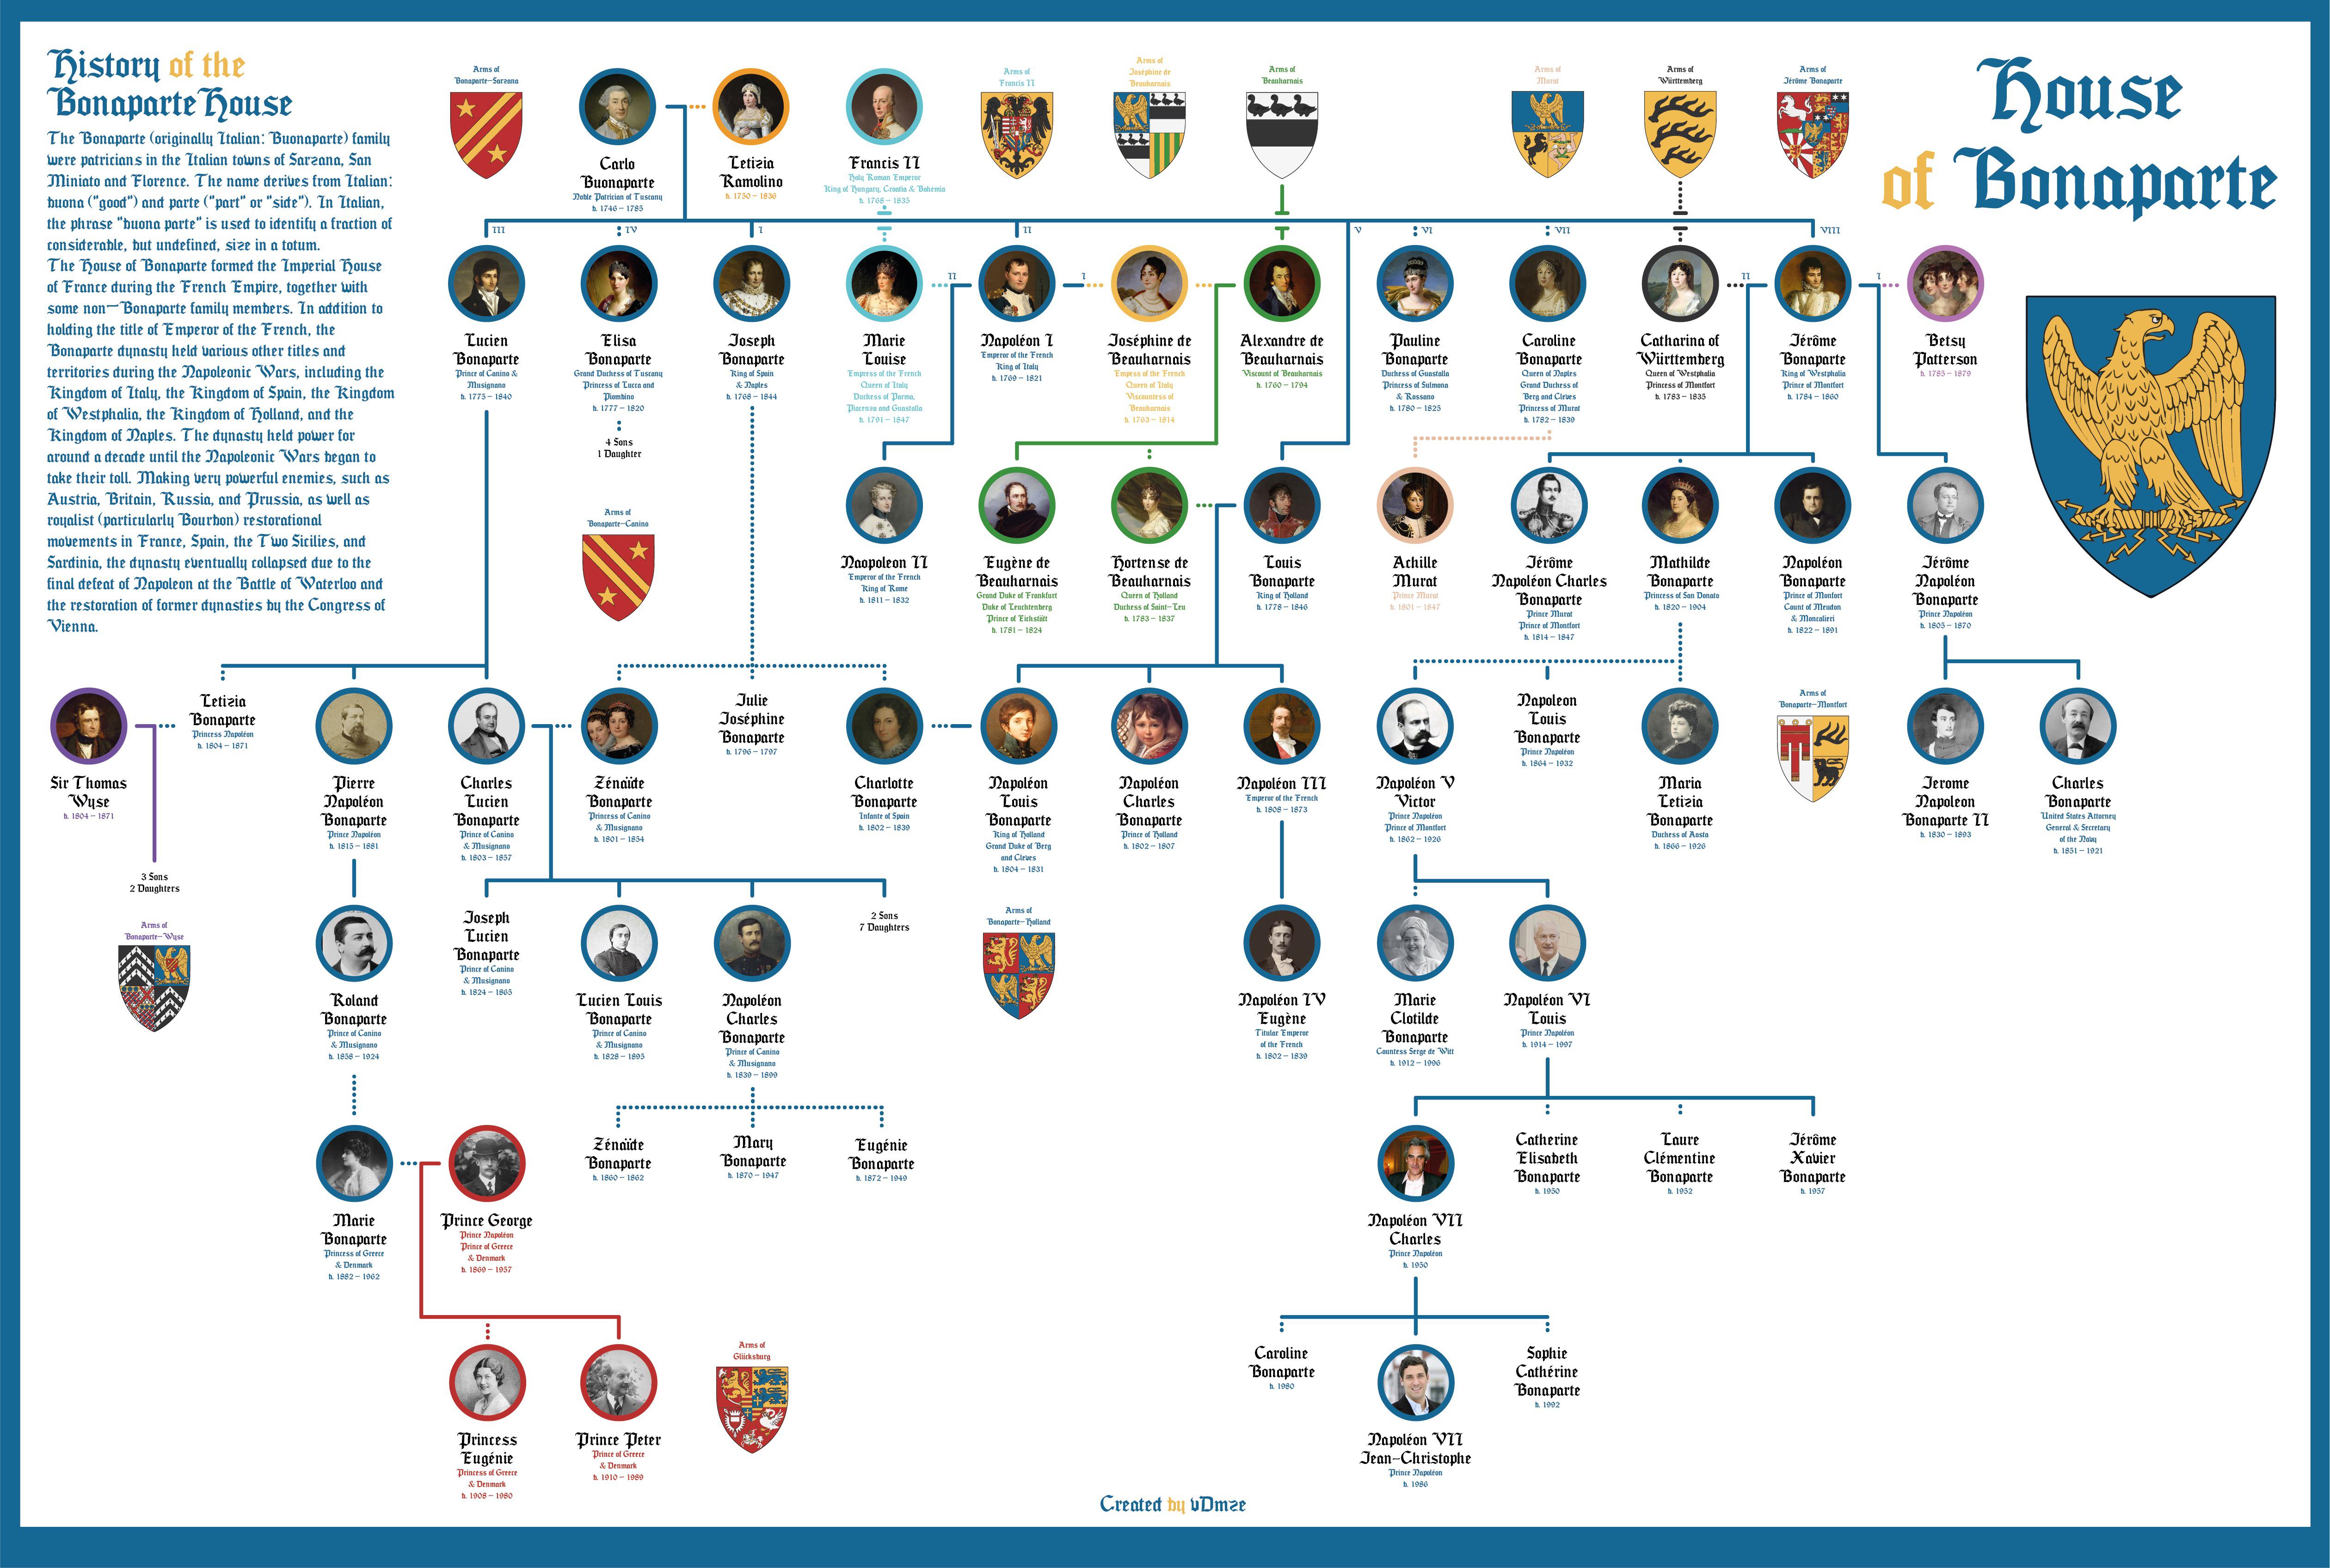 History of the
Bonaparte House
The Bonaparte (originally Italian: Buonaparte) family
were patricians in the Italian towns of Sarzana, San
Miniato and Florence. The name derives from Italian:
buona ("good") and parte ("part" or "side"). In Italian,
the phrase "buona parte" is used to identify a fraction of
considerable, but undefined, size in a totum.
The House of Bonaparte formed the Imperial House
of France during the French Empire, together with
some non-Bonaparte family members. In addition to
holding the title of Emperor of the French, the
Bonaparte dynasty held various other titles and
territories during the Napoleonic Wars, including the
Kingdom of Italy, the Kingdom of Spain, the Kingdom
of Westphalia, the Kingdom of Holland, and the
Kingdom of Naples. The dynasty held power for
around a decade until the Napoleonic Wars began to
take their toll. Making very powerful enemies, such as
Austria, Britain, Russia, and Prussia, as well as
royalist (particularly Bourbon) restorational
movements in France, Spain, the Two Sicilies, and
Sardinia, the dynasty eventually collapsed due to the
final defeat of Napoleon at the Battle of Waterloo and
the restoration of former dynasties by the Congress of
Vienna.
House
of Bonaparte
Arms of
Bonaparte-Sarzana
Carlo
Buonaparte
Noble Patrician of Tuscany
b. 1746 - 1785
Letizia
Ramolino
b. 1750 - 1836
Francis II
Holy Roman Emperor
King of Hungary, Croatia & Bohemia
b. 1768 - 1835
Arms of
Francis II
Arms of
Joséphine de
Beauharnais
Arms of
Beauharnais
Arms of
Murat
Arms of
Württemberg
Arms of
Jérôme Bonaparte
III
IV
I
II
V
VI
VII
VIII
II
I
II
I
Lucien
Bonaparte
Prince of Canino &
Musignano
b. 1775 - 1840
Elisa
Bonaparte
Grand Duchess of Tuscany
Princess of Lucca and
Piombino
b. 1777 - 1820
4 Sons
1 Daughter
Joseph
Bonaparte
King of Spain
& Naples
b. 1768 - 1844
Marie
Louise
Empress of the French
Queen of Italy
Duchess of Parma,
Piacenza and Guastalla
b. 1791 - 1847
Napoléon I
Emperor of the French
King of Italy
b. 1769 - 1821
Joséphine de
Beauharnais
Empess of the French
Queen of Italy
Viscountess of
Beauharnais
b. 1763 - 1814
Alexandre de
Beauharnais
Viscount of Beauharnais
b. 1760 - 1794
Pauline
Bonaparte
Duchess of Guastalla
Princess of Sulmona
& Rossano
b. 1780 - 1825
Caroline
Bonaparte
Queen of Naples
Grand Duchess of
Berg and Clèves
Princess of Murat
b. 1782 - 1839
Catharina of
Württemberg
Queen of Westphalia
Princess of Montfort
b. 1783 - 1835
Jérôme
Bonaparte
King of Westphalia
Prince of Montfort
b. 1784 - 1860
Betsy
Patterson
b. 1785 - 1879
Arms of
Bonaparte-Canino
Naopoleon II
Emperor of the French
King of Rome
b. 1811 - 1832
Eugène de
Beauharnais
Grand Duke of Frankfurt
Duke of Leuchtenberg
Prince of Eichstätt
b. 1781 - 1824
Hortense de
Beauharnais
Queen of Holland
Duchess of Saint-Leu
b. 1783 - 1837
Louis
Bonaparte
King of Holland
b. 1778 - 1846
Achille
Murat
Prince Murat
b. 1801 - 1847
Jérôme
Napoléon Charles
Bonaparte
Prince Murat
Prince of Montfort
b. 1814 - 1847
Mathilde
Bonaparte
Princess of San Donato
b. 1820 - 1904
Napoléon
Bonaparte
Prince of Monfort
Count of Meudon
& Moncalieri
b. 1822 - 1891
Jérôme
Napoléon
Bonaparte
Prince Napoléon
b. 1805 - 1870
Sir Thomas
Wyse
b. 1804 - 1871
Letizia
Bonaparte
Princess Napoléon
b. 1804 - 1871
3 Sons
2 Daughters
Arms of
Bonaparte-Wyse
Pierre
Napoléon
Bonaparte
Prince Napoléon
b. 1815 - 1881
Charles
Lucien
Bonaparte
Prince of Canino
& Musignano
b. 1803 - 1857
Zénaïde
Bonaparte
Princess of Canino
& Musignano
b. 1801 - 1854
Julie
Joséphine
Bonaparte
b. 1796 - 1797
Charlotte
Bonaparte
Infante of Spain
b. 1802 - 1839
Napoléon
Louis
Bonaparte
King of Holland
Grand Duke of Berg
and Clèves
b. 1804 - 1831
Napoléon
Charles
Bonaparte
Prince of Holland
b. 1802 - 1807
Napoléon III
Emperor of the French
b. 1808 - 1873
Napoléon V
Victor
Prince Napoléon
Prince of Montfort
b. 1862 - 1926
Napoleon
Louis
Bonaparte
Prince Napoléon
b. 1864 - 1932
Maria
Letizia
Bonaparte
Duchess of Aosta
b. 1866 - 1926
Arms of
Bonaparte-Montfort
Jerome
Napoleon
Bonaparte II
b. 1830 - 1893
Charles
Bonaparte
United States Attorney
General & Secretary
of the Navy
b. 1851 - 1921
Roland
Bonaparte
Prince of Canino
& Musignano
b. 1858 - 1924
Joseph
Lucien
Bonaparte
Prince of Canino
& Musignano
b. 1824 - 1865
Lucien Louis
Bonaparte
Prince of Canino
& Musignano
b. 1828 - 1895
Napoléon
Charles
Bonaparte
Prince of Canino
& Musignano
b. 1839 - 1899
2 Sons
7 Daughters
Arms of
Bonaparte-Holland
Napoléon IV
Eugène
Titular Emperor
of the French
b. 1802 - 1839
Marie
Clotilde
Bonaparte
Countess Serge de Witt
b. 1912 - 1996
Napoléon VI
Louis
Prince Napoléon
b. 1914 - 1997
Marie
Bonaparte
Princess of Greece
& Denmark
b. 1882 - 1962
Prince George
Prince Napoléon
Prince of Greece
& Denmark
b. 1869 - 1957
Zénaïde
Bonaparte
b. 1860 - 1862
Mary
Bonaparte
b. 1870 - 1947
Eugénie
Bonaparte
b. 1872 - 1949
Napoléon VII
Charles
Prince Napoléon
b. 1950
Catherine
Elisabeth
Bonaparte
b. 1950
Laure
Clémentine
Bonaparte
b. 1952
Jérôme
Xavier
Bonaparte
b. 1957
Princess
Eugénie
Princess of Greece
& Denmark
b. 1908 - 1980
Prince Peter
Prince of Greece
& Denmark
b. 1910 - 1989
Arms of
Glücksburg
Caroline
Bonaparte
b. 1980
Napoléon VII
Jean-Christophe
Prince Napoléon
b. 1986
Sophie
Cathérine
Bonaparte
b. 1992
Created by vDmze